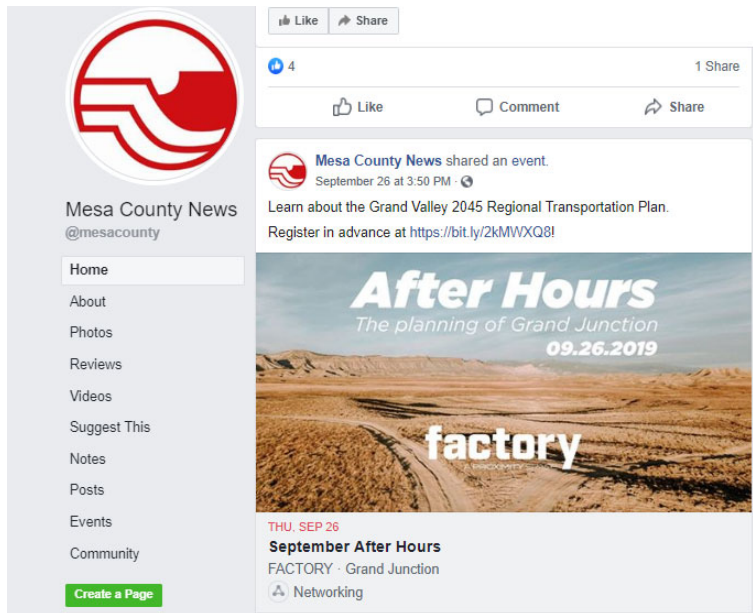 Like Share
4 1 Share
Like Comment Share
Mesa County News
@mesacounty
Home
About
Photos
Reviews
Videos
Suggest This
Notes
Posts
Events
Community
Create a Page
Mesa County News shared an event.
September 26 at 3:50 PM ·
Learn about the Grand Valley 2045 Regional Transportation Plan.
Register in advance at https://bit.ly/2kMWXQ8!
After Hours
The planning of Grand Junction
09.26.2019
factory
PROXIMITY
THU, SEP 26
September After Hours
FACTORY · Grand Junction
Networking